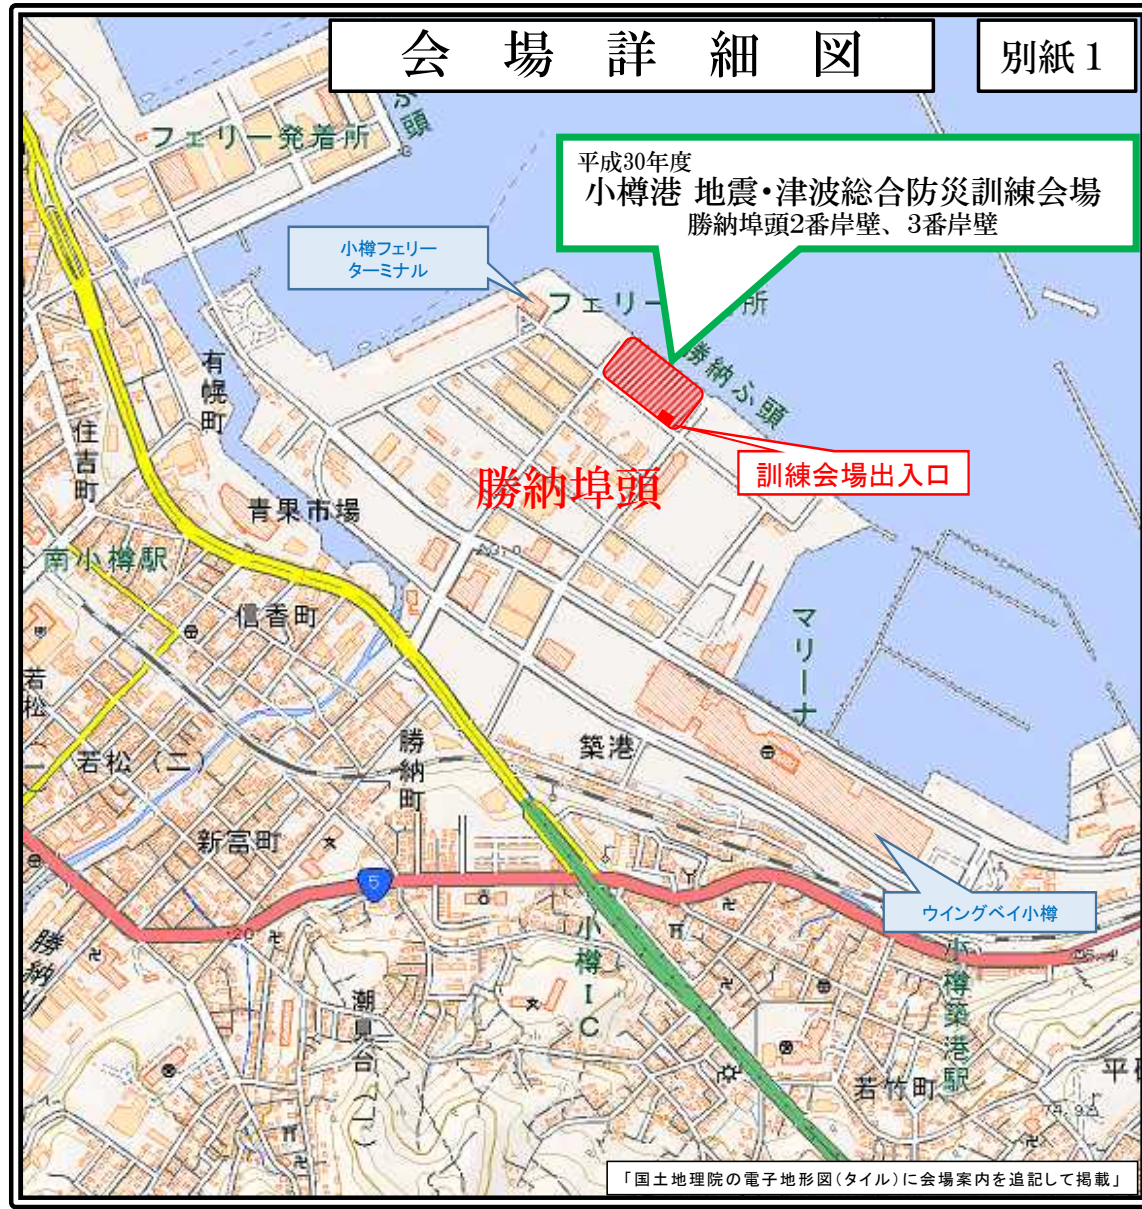 会場詳細図
別紙1
ふ頭
フェリー発着所
平成30年度
小樽港 地震・津波総合防災訓練会場
勝納埠頭2番岸壁、3番岸壁
小樽フェリー
ターミナル
フェリー
所
勝納ふ頭
有幌町
住吉町
訓練会場出入口
勝納埠頭
青果市場
南小樽駅
信香町
マリーナ
若松
若松(二)
勝納町
築港
新富町
5
ウイングベイ小樽
勝納川
小樽IC
小樽築港駅
潮見台(一)
若竹町
平
「国土地理院の電子地形図(タイル)に会場案内を追記して掲載」